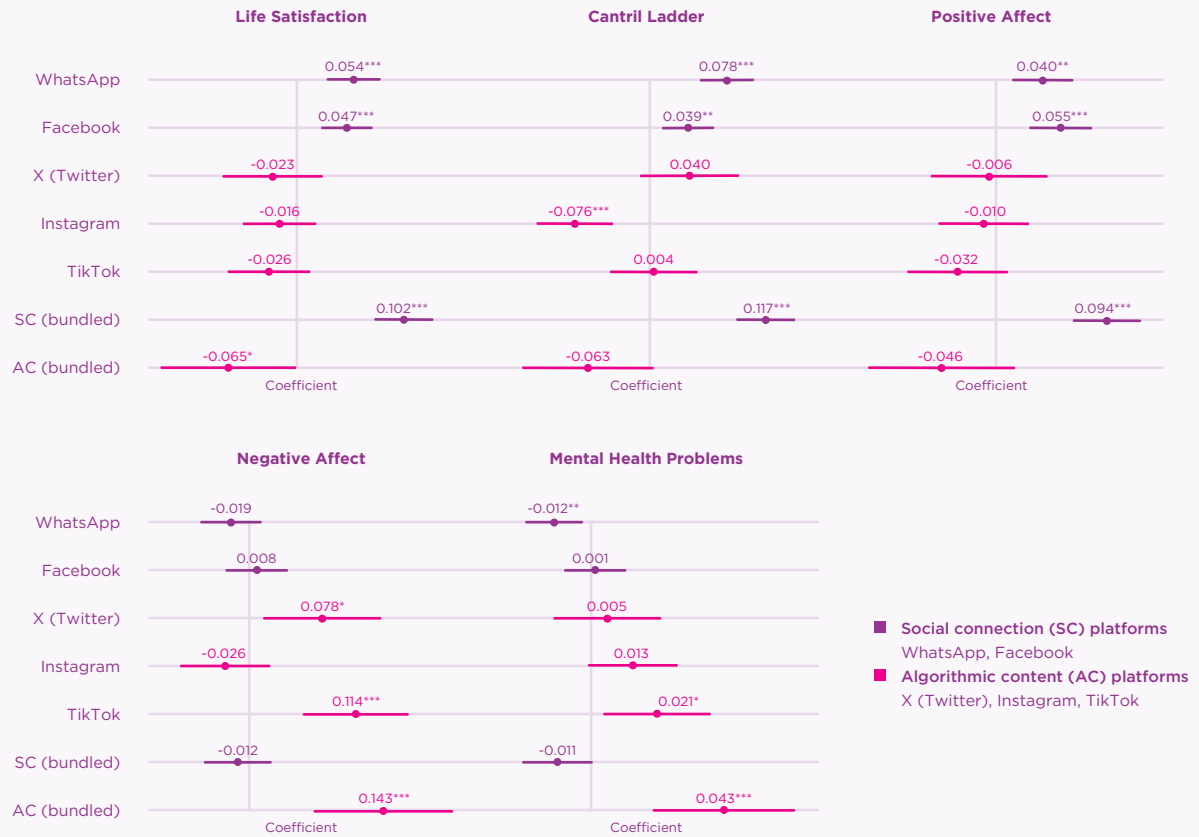 Life Satisfaction Cantril Ladder Positive Affect
WhatsApp 0.054*** 0.078*** 0.040**
Facebook 0.047*** 0.039** 0.055***
X (Twitter) -0.023 0.040 -0.006
Instagram -0.016 -0.076*** -0.010
TikTok -0.026 0.004 -0.032
SC (bundled) 0.102*** 0.117*** 0.094***
AC (bundled) -0.065* -0.063 -0.046
Coefficient Coefficient Coefficient
Negative Affect Mental Health Problems
WhatsApp -0.019 -0.012**
Facebook 0.008 0.001
X (Twitter) 0.078* 0.005
Instagram -0.026 0.013
TikTok 0.114*** 0.021*
SC (bundled) -0.012 -0.011
AC (bundled) 0.143*** 0.043***
Coefficient Coefficient
Social connection (SC) platforms
WhatsApp, Facebook
Algorithmic content (AC) platforms
X (Twitter), Instagram, TikTok